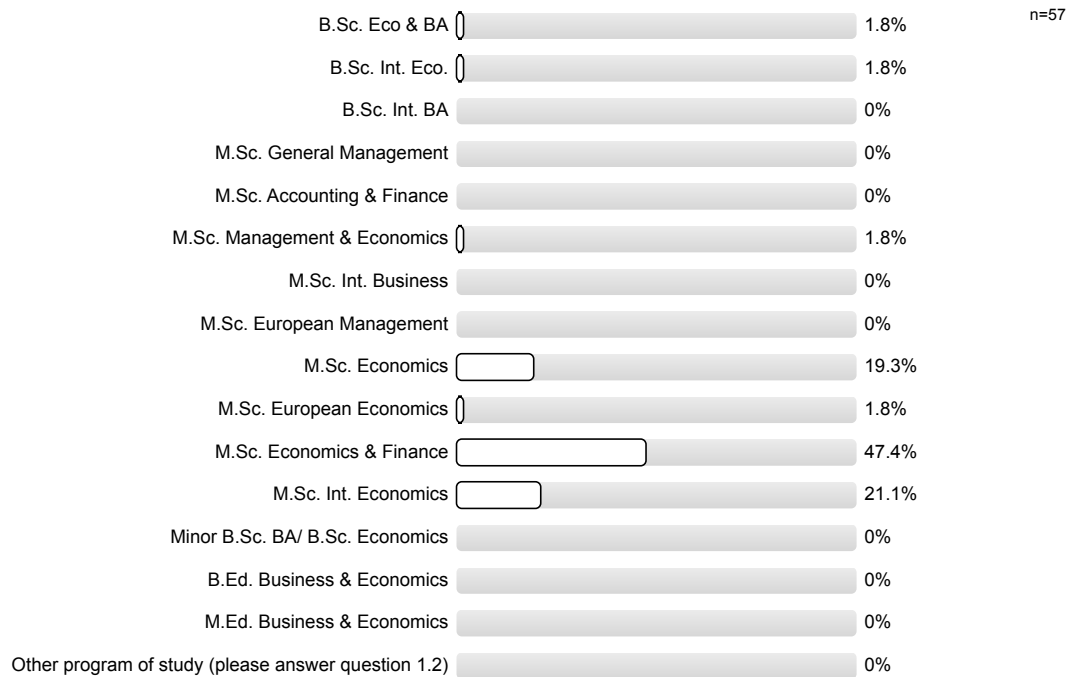 B.Sc. Eco & BA 1.8% n=57
B.Sc. Int. Eco. 1.8%
B.Sc. Int. BA 0%
M.Sc. General Management 0%
M.Sc. Accounting & Finance 0%
M.Sc. Management & Economics 1.8%
M.Sc. Int. Business 0%
M.Sc. European Management 0%
M.Sc. Economics 19.3%
M.Sc. European Economics 1.8%
M.Sc. Economics & Finance 47.4%
M.Sc. Int. Economics 21.1%
Minor B.Sc. BA/ B.Sc. Economics 0%
B.Ed. Business & Economics 0%
M.Ed. Business & Economics 0%
Other program of study (please answer question 1.2) 0%